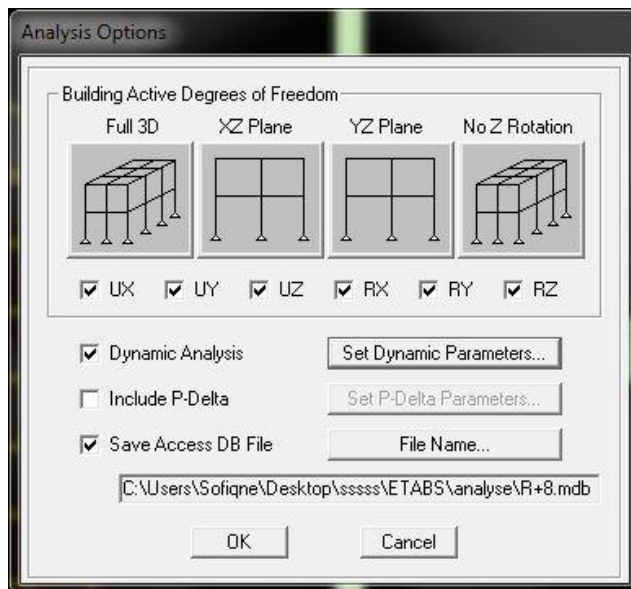 Analysis Options
Building Active Degrees of Freedom
Full 3D XZ Plane YZ Plane No Z Rotation
UX UY UZ RX RY RZ
Dynamic Analysis Set Dynamic Parameters...
Include P-Delta Set P-Delta Parameters...
Save Access DB File File Name...
C:\Users\Sofiqne\Desktop\sssss\ETABS\analyse\R+8.mdb
OK Cancel